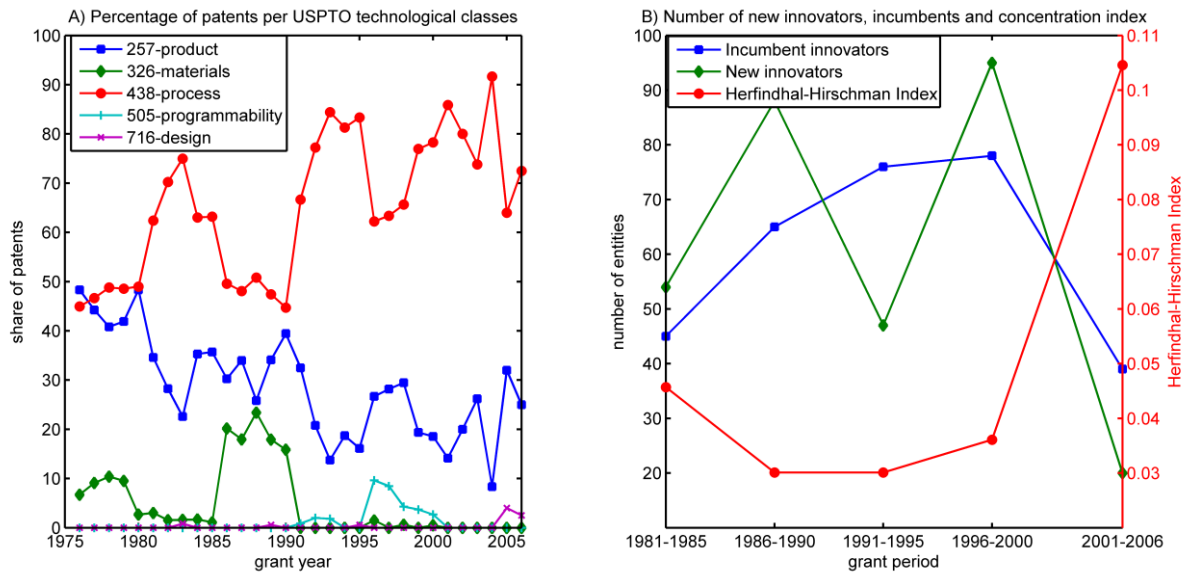 A) Percentage of patents per USPTO technological classes
100
90
80
70
60
50
40
30
20
10
0
share of patents
257-product
326-materials
438-process
505-programmability
716-design
1975
1980
1985
1990
1995
2000
2005
grant year
B) Number of new innovators, incumbents and concentration index
100
90
80
70
60
50
40
30
20
number of entities
Incumbent innovators
New innovators
Herfindhal-Hirschman Index
0.11
0.1
0.09
0.08
0.07
0.06
0.05
0.04
0.03
Herfindhal-Hirschman Index
1981-1985
1986-1990
1991-1995
1996-2000
2001-2006
grant period